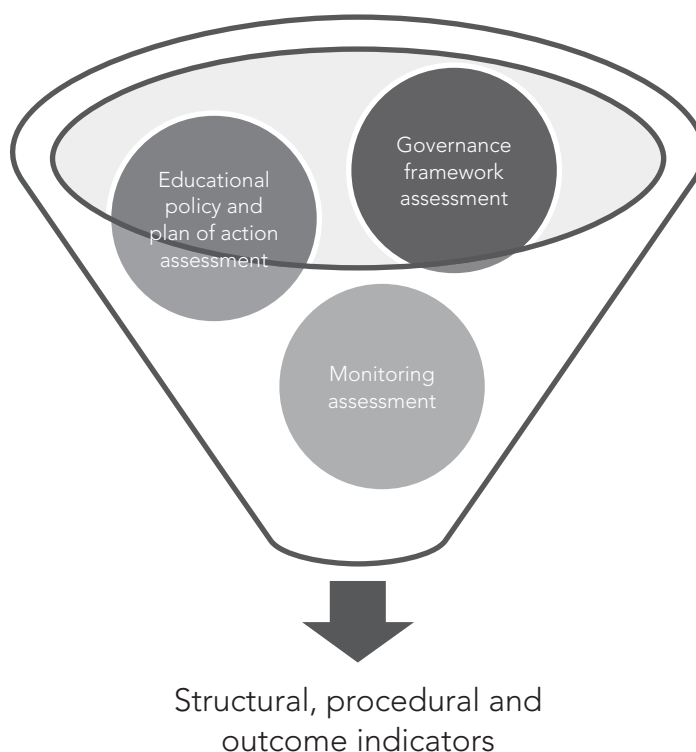 Educational
policy and
plan of action
assessment
Governance
framework
assessment
Monitoring
assessment
Structural, procedural and
outcome indicators